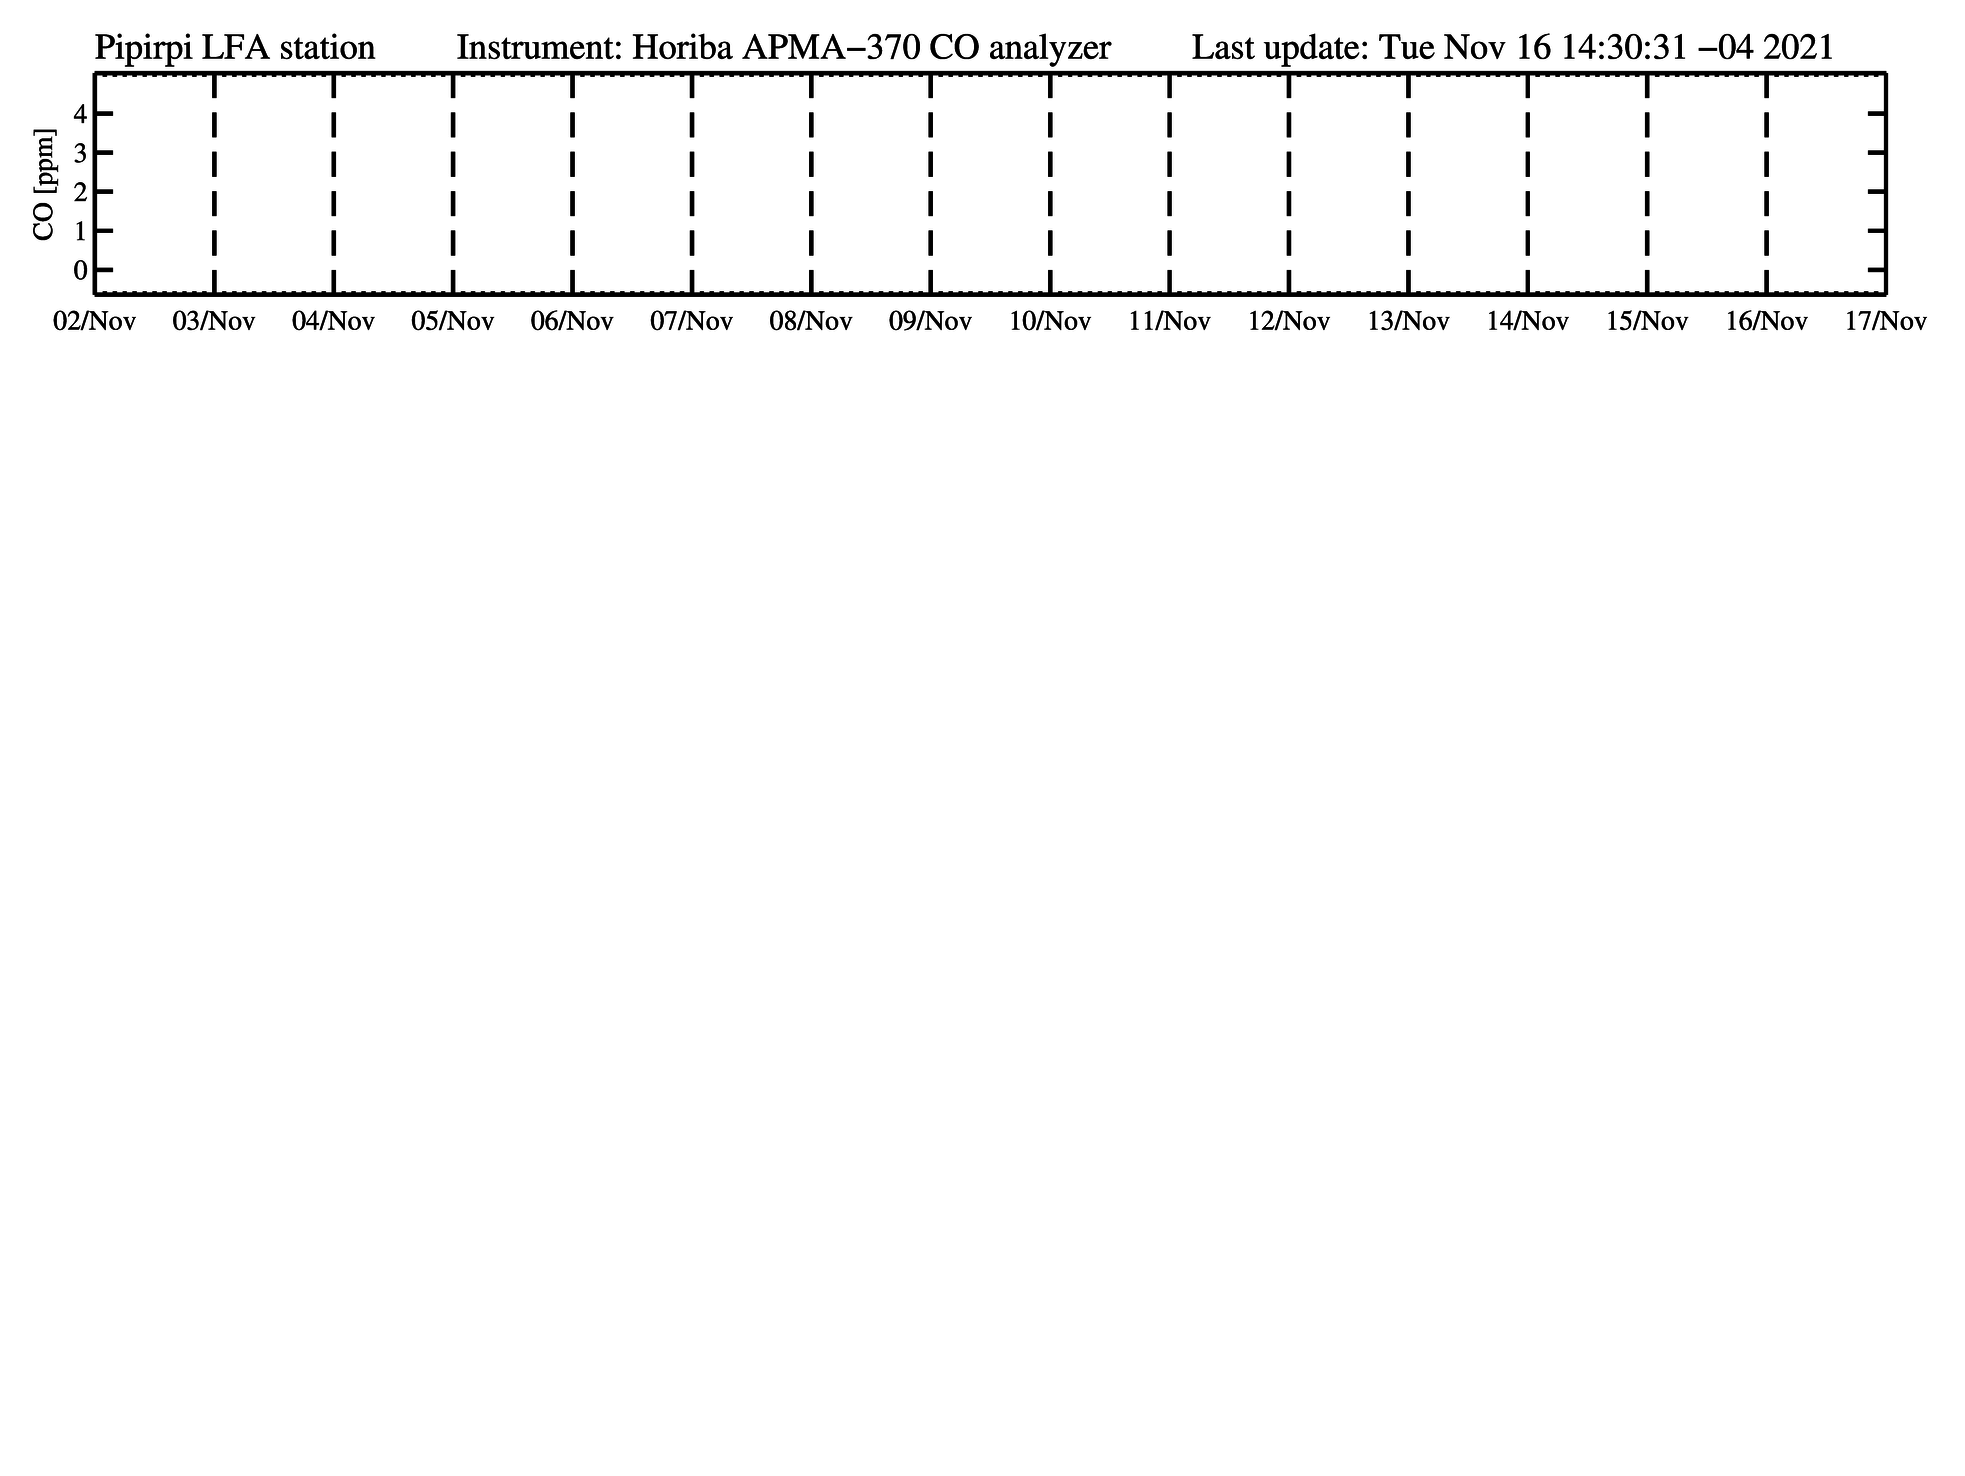 Pipirpi LFA station Instrument: Horiba APMA−370 CO analyzer Last update: Tue Nov 16 14:30:31 −04 2021
CO [ppm]
4
3
2
1
0
02/Nov 03/Nov 04/Nov 05/Nov 06/Nov 07/Nov 08/Nov 09/Nov 10/Nov 11/Nov 12/Nov 13/Nov 14/Nov 15/Nov 16/Nov 17/Nov